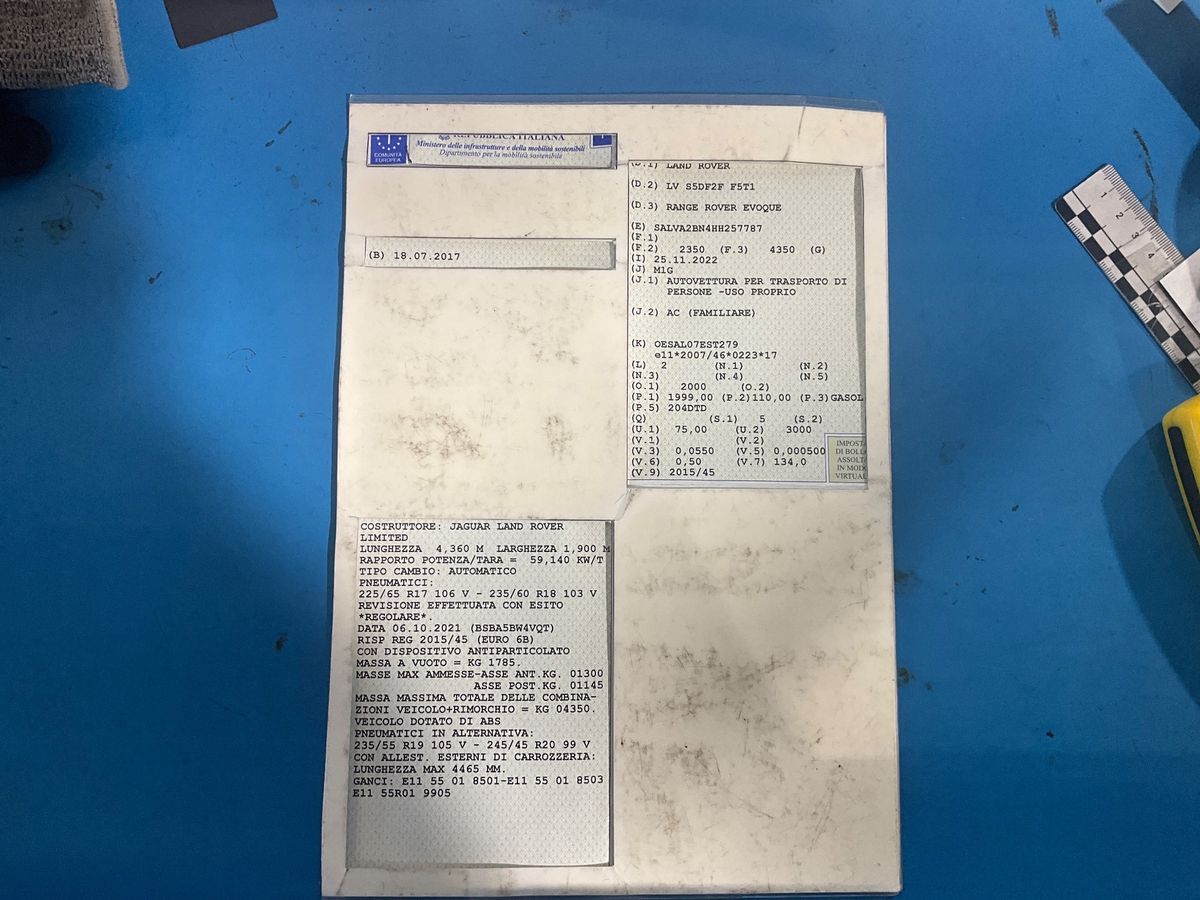 COMUNITÀ
EUROPEA
REPUBBLICA ITALIANA
Ministero delle infrastrutture e della mobilità sostenibili
Dipartimento per la mobilità sostenibile
(B) 18.07.2017
(D.1) LAND ROVER
(D.2) LV S5DF2F F5T1
(D.3) RANGE ROVER EVOQUE
(E) SALVA2BN4HH257787
(F.1)
(F.2) 2350 (F.3) 4350 (G)
(I) 25.11.2022
(J) M1G
(J.1) AUTOVETTURA PER TRASPORTO DI
PERSONE -USO PROPRIO
(J.2) AC (FAMILIARE)
(K) OESAL07EST279
e11*2007/46*0223*17
(L) 2 (N.1) (N.2)
(N.3) (N.4) (N.5)
(O.1) 2000 (O.2)
(P.1) 1999,00 (P.2)110,00 (P.3)GASOL
(P.5) 204DTD
(Q) (S.1) 5 (S.2)
(U.1) 75,00 (U.2) 3000
(V.1) (V.2)
(V.3) 0,0550 (V.5) 0,000500
(V.6) 0,50 (V.7) 134,0
(V.9) 2015/45
IMPOSTA
DI BOLL
ASSOLT
IN MOD
VIRTUAL
COSTRUTTORE: JAGUAR LAND ROVER
LIMITED
LUNGHEZZA 4,360 M LARGHEZZA 1,900 M
RAPPORTO POTENZA/TARA = 59,140 KW/T
TIPO CAMBIO: AUTOMATICO
PNEUMATICI:
225/65 R17 106 V - 235/60 R18 103 V
REVISIONE EFFETTUATA CON ESITO
*REGOLARE*.
DATA 06.10.2021 (BSBA5BW4VQT)
RISP REG 2015/45 (EURO 6B)
CON DISPOSITIVO ANTIPARTICOLATO
MASSA A VUOTO = KG 1785.
MASSE MAX AMMESSE-ASSE ANT.KG. 01300
ASSE POST.KG. 01145
MASSA MASSIMA TOTALE DELLE COMBINA-
ZIONI VEICOLO+RIMORCHIO = KG 04350.
VEICOLO DOTATO DI ABS
PNEUMATICI IN ALTERNATIVA:
235/55 R19 105 V - 245/45 R20 99 V
CON ALLEST. ESTERNI DI CARROZZERIA:
LUNGHEZZA MAX 4465 MM.
GANCI: E11 55 01 8501-E11 55 01 8503
E11 55R01 9905
1 2 3 4